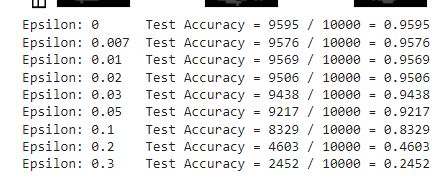 Epsilon: 0 Test Accuracy = 9595 / 10000 = 0.9595
Epsilon: 0.007 Test Accuracy = 9576 / 10000 = 0.9576
Epsilon: 0.01 Test Accuracy = 9569 / 10000 = 0.9569
Epsilon: 0.02 Test Accuracy = 9506 / 10000 = 0.9506
Epsilon: 0.03 Test Accuracy = 9438 / 10000 = 0.9438
Epsilon: 0.05 Test Accuracy = 9217 / 10000 = 0.9217
Epsilon: 0.1 Test Accuracy = 8329 / 10000 = 0.8329
Epsilon: 0.2 Test Accuracy = 4603 / 10000 = 0.4603
Epsilon: 0.3 Test Accuracy = 2452 / 10000 = 0.2452